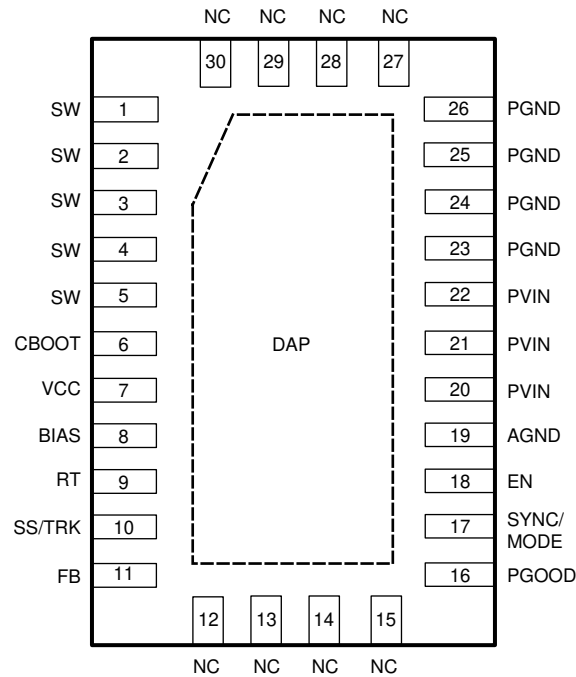 NC NC NC NC
30 29 28 27
SW 1 26 PGND
SW 2 25 PGND
SW 3 24 PGND
SW 4 23 PGND
SW 5 22 PVIN
CBOOT 6 DAP 21 PVIN
VCC 7 20 PVIN
BIAS 8 19 AGND
RT 9 18 EN
SS/TRK 10 17 SYNC/
MODE
FB 11 16 PGOOD
12 13 14 15
NC NC NC NC